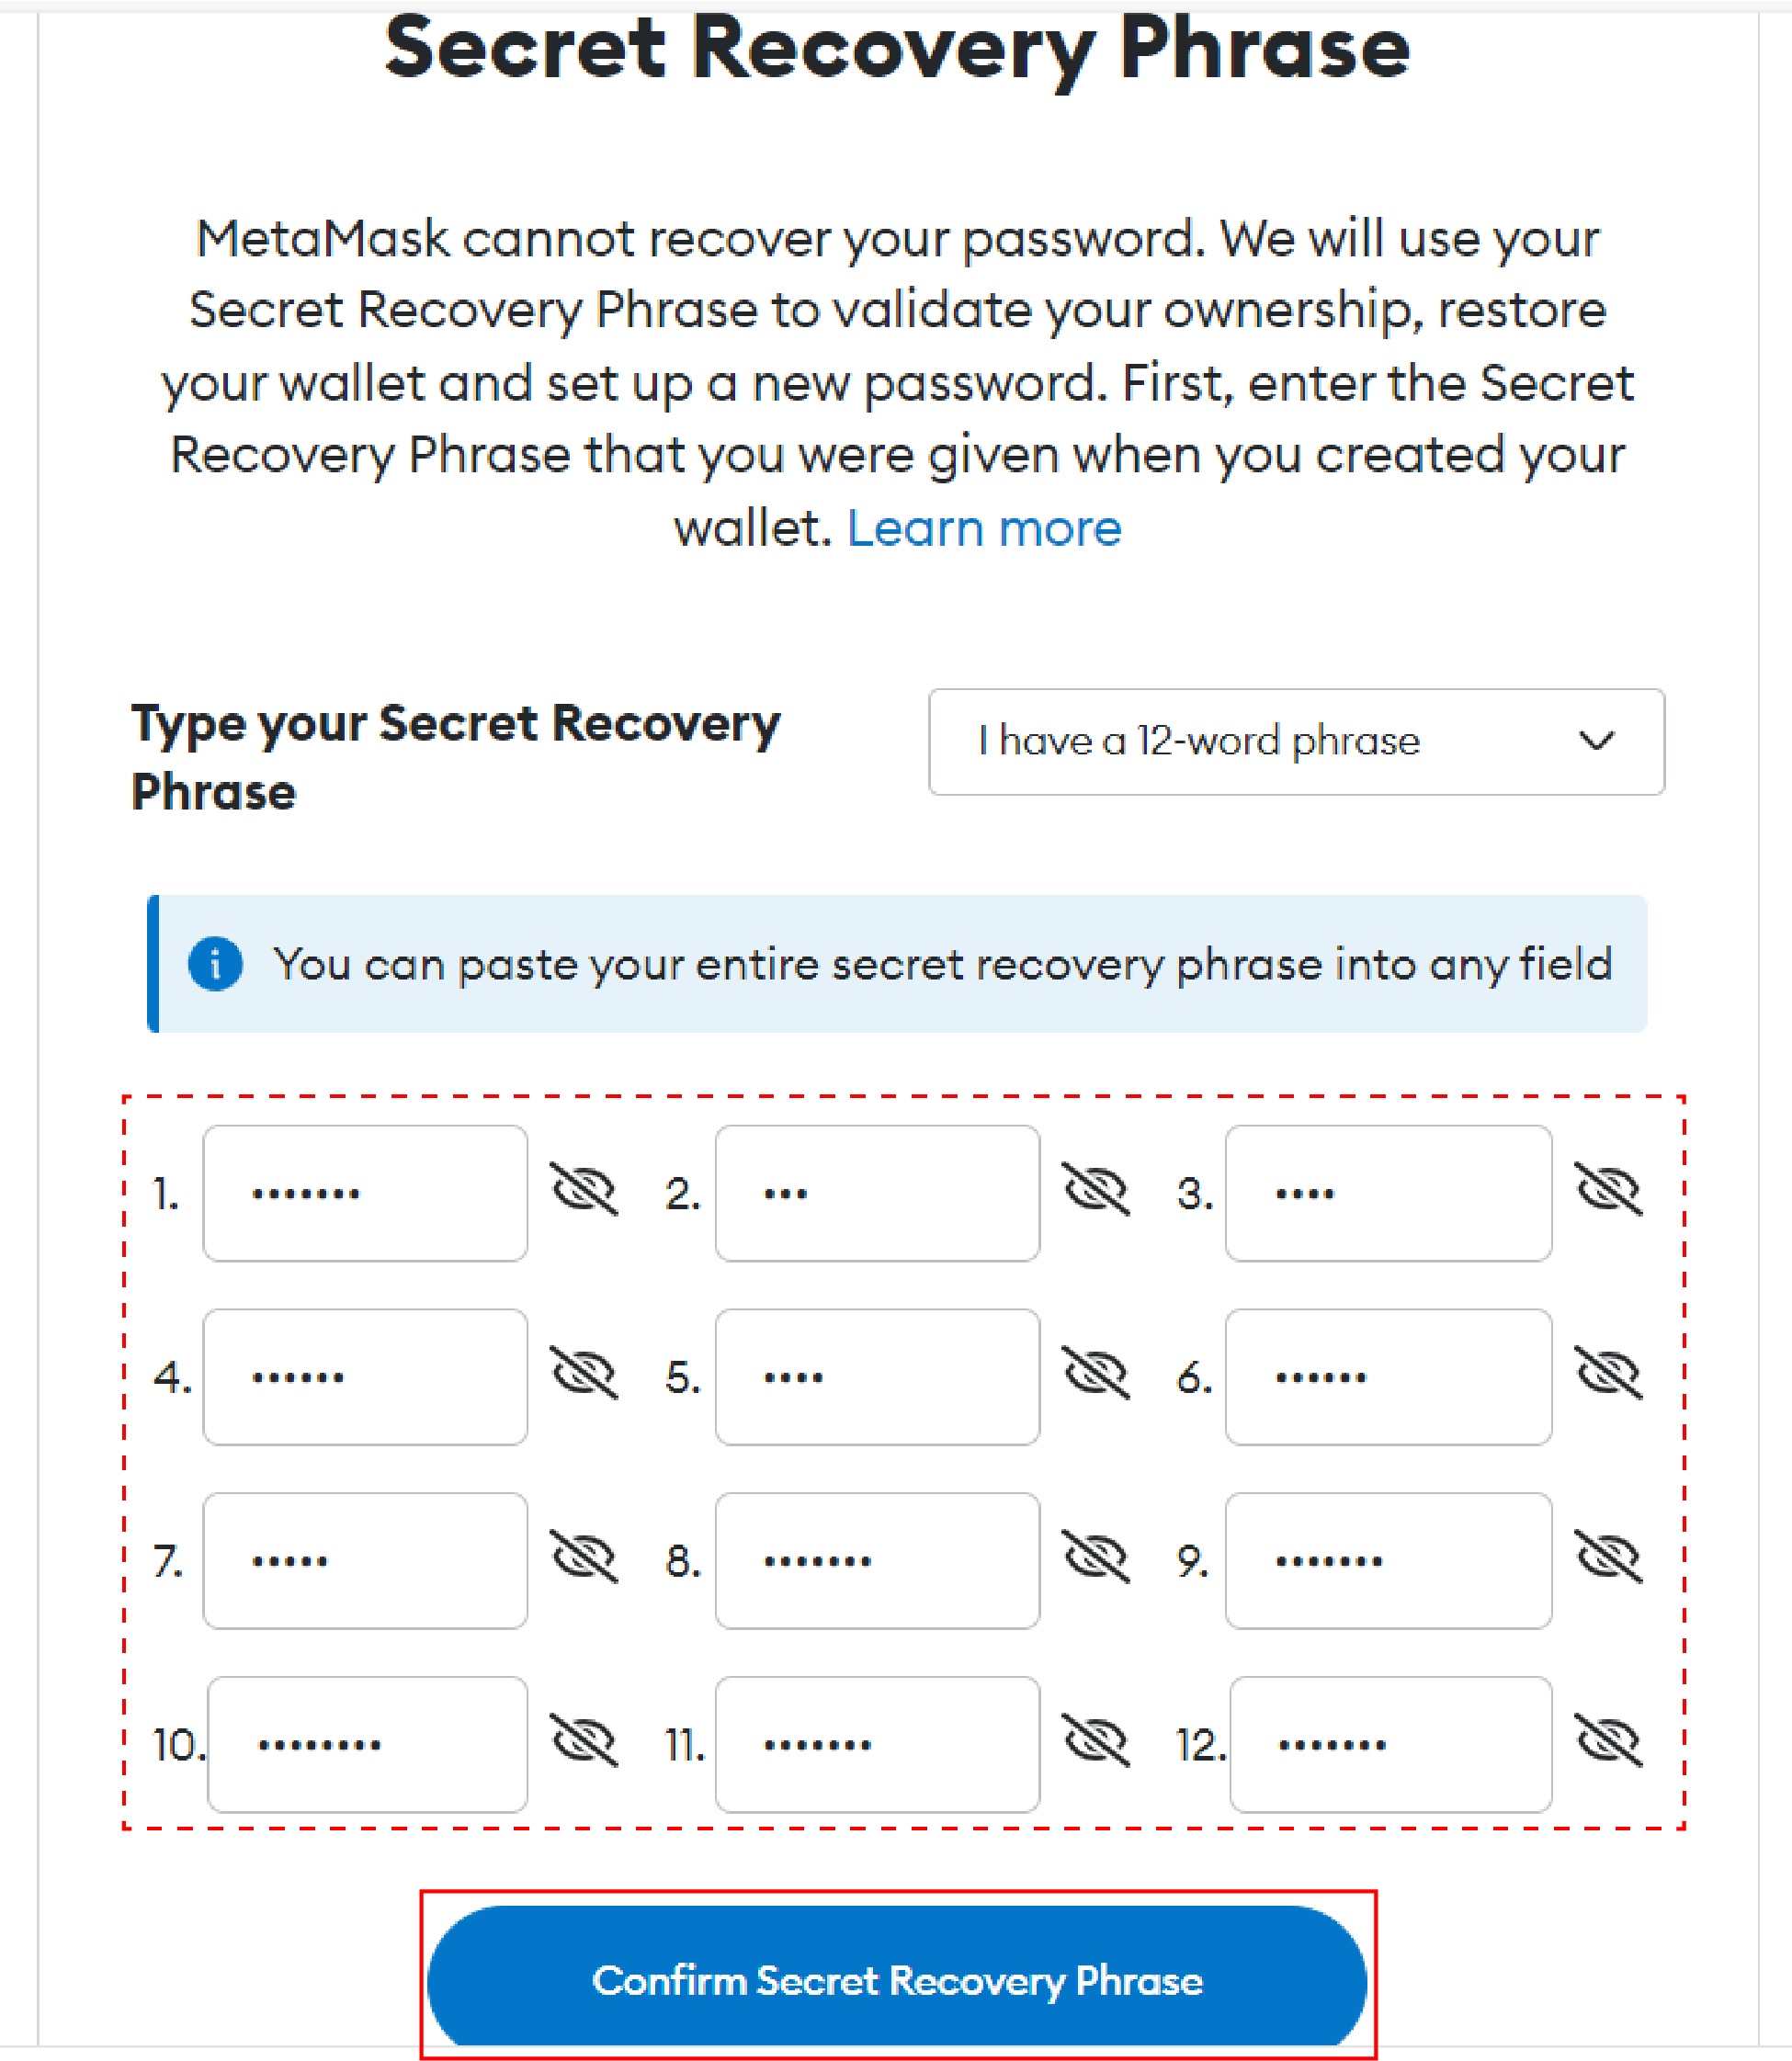 Secret Recovery Phrase
MetaMask cannot recover your password. We will use your
Secret Recovery Phrase to validate your ownership, restore
your wallet and set up a new password. First, enter the Secret
Recovery Phrase that you were given when you created your
wallet. Learn more
Type your Secret Recovery
Phrase
I have a 12-word phrase
You can paste your entire secret recovery phrase into any field
1. ••••••• 2. ••• 3. ••••
4. •••••• 5. •••• 6. ••••••
7. ••••• 8. ••••••• 9. •••••••
10. •••••••• 11. ••••••• 12. •••••••
Confirm Secret Recovery Phrase